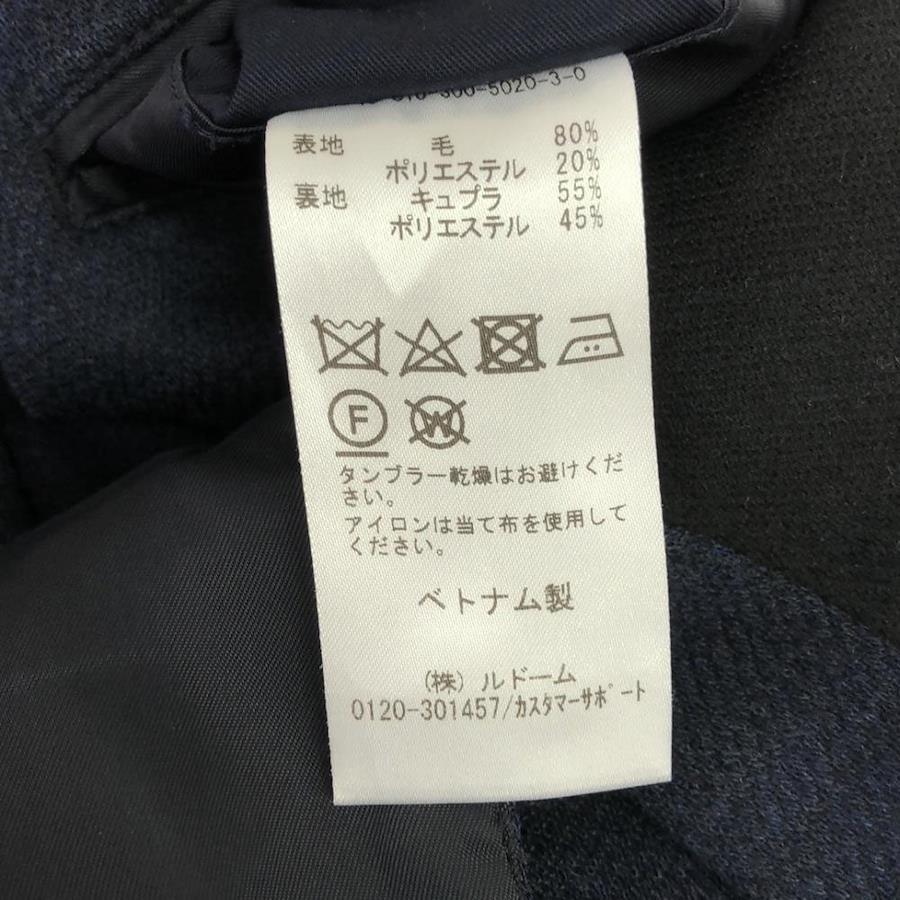 -300-5020-3-0
表地 毛 80%
ポリエステル 20%
裏地 キュプラ 55%
ポリエステル 45%
F W
タンブラー乾燥はお避けくだ
さい。
アイロンは当て布を使用して
ください。
ベトナム製
(株)ルドーム
0120-301457/カスタマーサポート